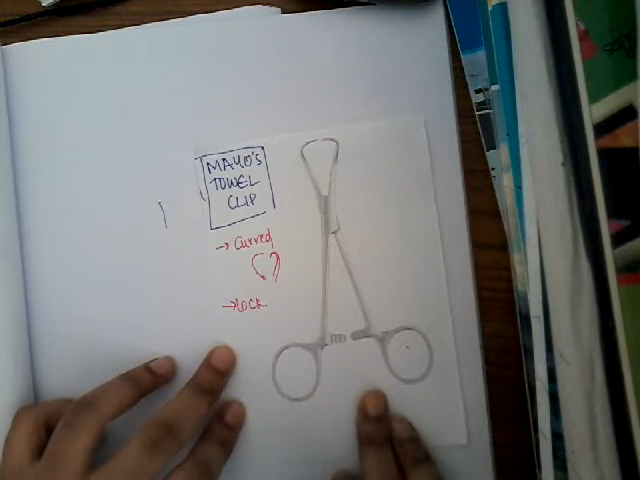 MAYO'S
TOWEL
CLIP
→ Curved
→ lock